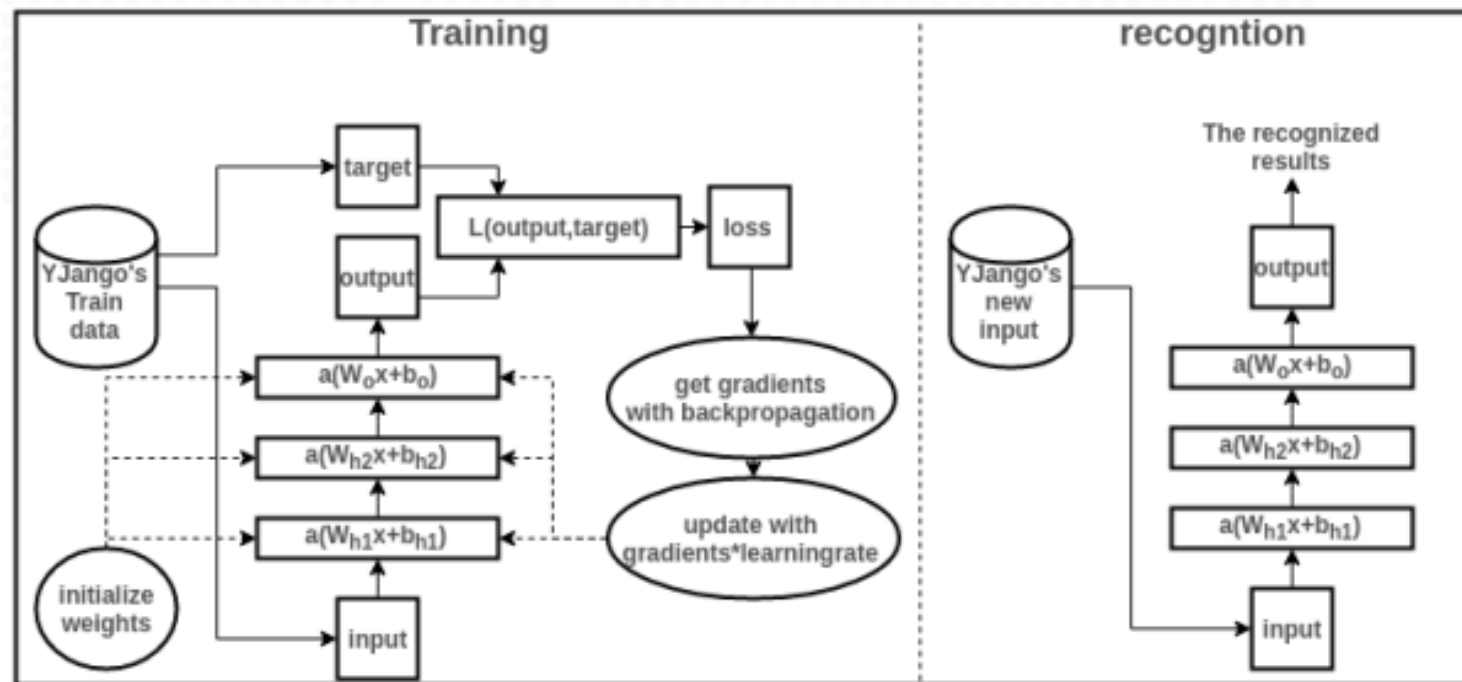 Training
target
L(output,target)
loss
YJango's
Train
data
output
a(Wₒx+bₒ)
get gradients
with backpropagation
a(Wₕ₂x+bₕ₂)
a(Wₕ₁x+bₕ₁)
update with
gradients*learningrate
initialize
weights
input
recogntion
The recognized
results
YJango's
new
input
output
a(Wₒx+bₒ)
a(Wₕ₂x+bₕ₂)
a(Wₕ₁x+bₕ₁)
input